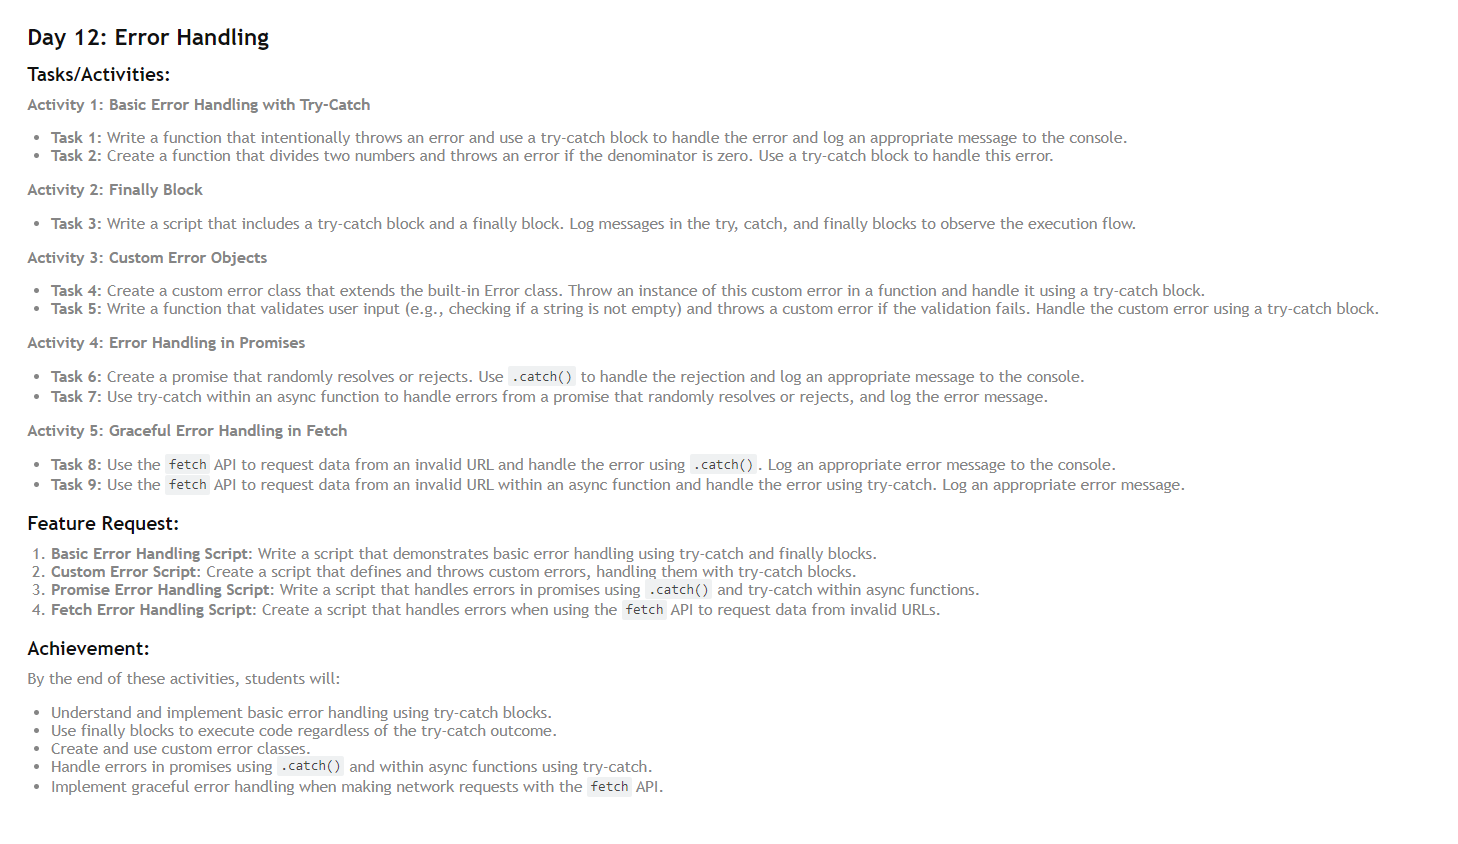 Day 12: Error Handling
Tasks/Activities:
Activity 1: Basic Error Handling with Try-Catch
• Task 1: Write a function that intentionally throws an error and use a try-catch block to handle the error and log an appropriate message to the console.
• Task 2: Create a function that divides two numbers and throws an error if the denominator is zero. Use a try-catch block to handle this error.
Activity 2: Finally Block
• Task 3: Write a script that includes a try-catch block and a finally block. Log messages in the try, catch, and finally blocks to observe the execution flow.
Activity 3: Custom Error Objects
• Task 4: Create a custom error class that extends the built-in Error class. Throw an instance of this custom error in a function and handle it using a try-catch block.
• Task 5: Write a function that validates user input (e.g., checking if a string is not empty) and throws a custom error if the validation fails. Handle the custom error using a try-catch block.
Activity 4: Error Handling in Promises
• Task 6: Create a promise that randomly resolves or rejects. Use .catch() to handle the rejection and log an appropriate message to the console.
• Task 7: Use try-catch within an async function to handle errors from a promise that randomly resolves or rejects, and log the error message.
Activity 5: Graceful Error Handling in Fetch
• Task 8: Use the fetch API to request data from an invalid URL and handle the error using .catch(). Log an appropriate error message to the console.
• Task 9: Use the fetch API to request data from an invalid URL within an async function and handle the error using try-catch. Log an appropriate error message.
Feature Request:
1. Basic Error Handling Script: Write a script that demonstrates basic error handling using try-catch and finally blocks.
2. Custom Error Script: Create a script that defines and throws custom errors, handling them with try-catch blocks.
3. Promise Error Handling Script: Write a script that handles errors in promises using .catch() and try-catch within async functions.
4. Fetch Error Handling Script: Create a script that handles errors when using the fetch API to request data from invalid URLs.
Achievement:
By the end of these activities, students will:
• Understand and implement basic error handling using try-catch blocks.
• Use finally blocks to execute code regardless of the try-catch outcome.
• Create and use custom error classes.
• Handle errors in promises using .catch() and within async functions using try-catch.
• Implement graceful error handling when making network requests with the fetch API.